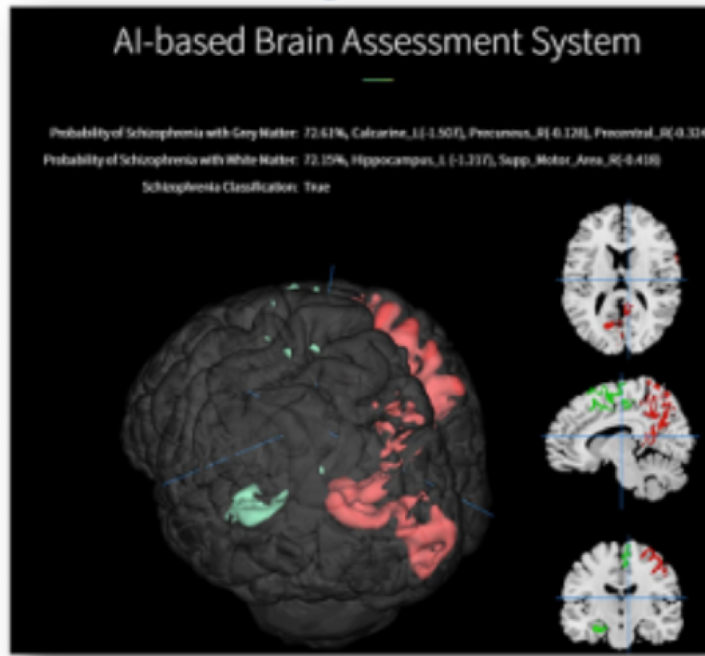 AI-based Brain Assessment System
Probability of Schizophrenia with Grey Matter: 72.61%, Calcarine_L(-1.507), Precuneus_R(-0.128), Precentral_R(-0.324
Probability of Schizophrenia with White Matter: 72.15%, Hippocampus_L (-1.217), Supp_Motor_Area_R(-0.418)
Schizophrenia Classification: True